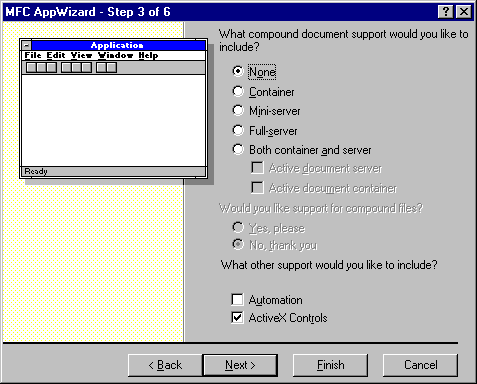 MFC AppWizard - Step 3 of 6
Application
File Edit View Window Help
Ready
What compound document support would you like to
include?
None
Container
Mini-server
Full-server
Both container and server
Active document server
Active document container
Would you like support for compound files?
Yes, please
No, thank you
What other support would you like to include?
Automation
ActiveX Controls
< Back
Next >
Finish
Cancel